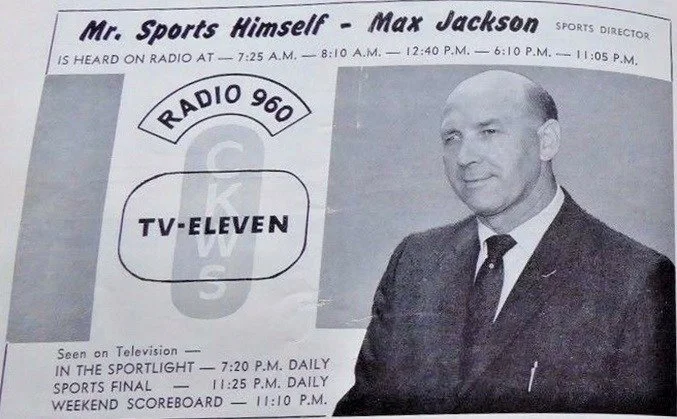 Mr. Sports Himself - Max Jackson SPORTS DIRECTOR
IS HEARD ON RADIO AT — 7:25 A.M. — 8:10 A.M. — 12:40 P.M. — 6:10 P.M. — 11:05 P.M.
RADIO 960
CKWS
TV-ELEVEN
Seen on Television —
IN THE SPORTLIGHT — 7:20 P.M. DAILY
SPORTS FINAL — 11:25 P.M. DAILY
WEEKEND SCOREBOARD — 11:10 P.M.